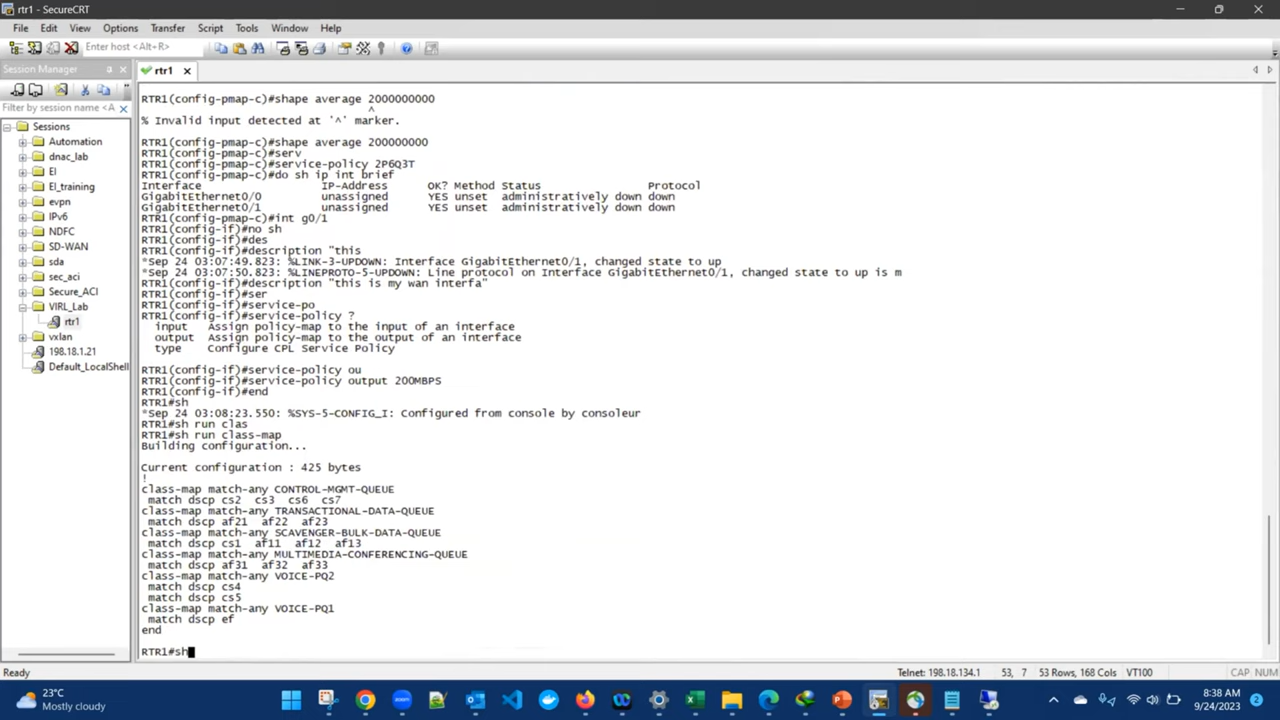 rtr1 - SecureCRT
File Edit View Options Transfer Script Tools Window Help
Enter host <Alt+R>
Session Manager
rtr1
Filter by session name <A
Sessions
Automation
dnac_lab
EI
EI_training
evpn
IPv6
NDFC
SD-WAN
sda
sec_aci
Secure_ACI
VIRL_Lab
rtr1
vxlan
198.18.1.21
Default_LocalShell
RTR1(config-pmap-c)#shape average 2000000000
^
% Invalid input detected at '^' marker.
RTR1(config-pmap-c)#shape average 200000000
RTR1(config-pmap-c)#serv
RTR1(config-pmap-c)#service-policy 2P6Q3T
RTR1(config-pmap-c)#do sh ip int brief
Interface IP-Address OK? Method Status Protocol
GigabitEthernet0/0 unassigned YES unset administratively down down
GigabitEthernet0/1 unassigned YES unset administratively down down
RTR1(config-pmap-c)#int g0/1
RTR1(config-if)#no sh
RTR1(config-if)#des
RTR1(config-if)#description "this
*Sep 24 03:07:49.823: %LINK-3-UPDOWN: Interface GigabitEthernet0/1, changed state to up
*Sep 24 03:07:50.823: %LINEPROTO-5-UPDOWN: Line protocol on Interface GigabitEthernet0/1, changed state to up is m
RTR1(config-if)#description "this is my wan interfa"
RTR1(config-if)#ser
RTR1(config-if)#service-po
RTR1(config-if)#service-policy ?
input Assign policy-map to the input of an interface
output Assign policy-map to the output of an interface
type Configure CPL Service Policy
RTR1(config-if)#service-policy ou
RTR1(config-if)#service-policy output 200MBPS
RTR1(config-if)#end
RTR1#sh
*Sep 24 03:08:23.550: %SYS-5-CONFIG_I: Configured from console by consoleur
RTR1#sh run clas
RTR1#sh run class-map
Building configuration...
Current configuration : 425 bytes
!
class-map match-any CONTROL-MGMT-QUEUE
match dscp cs2 cs3 cs6 cs7
class-map match-any TRANSACTIONAL-DATA-QUEUE
match dscp af21 af22 af23
class-map match-any SCAVENGER-BULK-DATA-QUEUE
match dscp cs1 af11 af12 af13
class-map match-any MULTIMEDIA-CONFERENCING-QUEUE
match dscp af31 af32 af33
class-map match-any VOICE-PQ2
match dscp cs4
match dscp cs5
class-map match-any VOICE-PQ1
match dscp ef
end
RTR1#sh
Ready Telnet: 198.18.134.1 53, 7 53 Rows, 168 Cols VT100 CAP NUM
23°C
Mostly cloudy
8:38 AM
9/24/2023